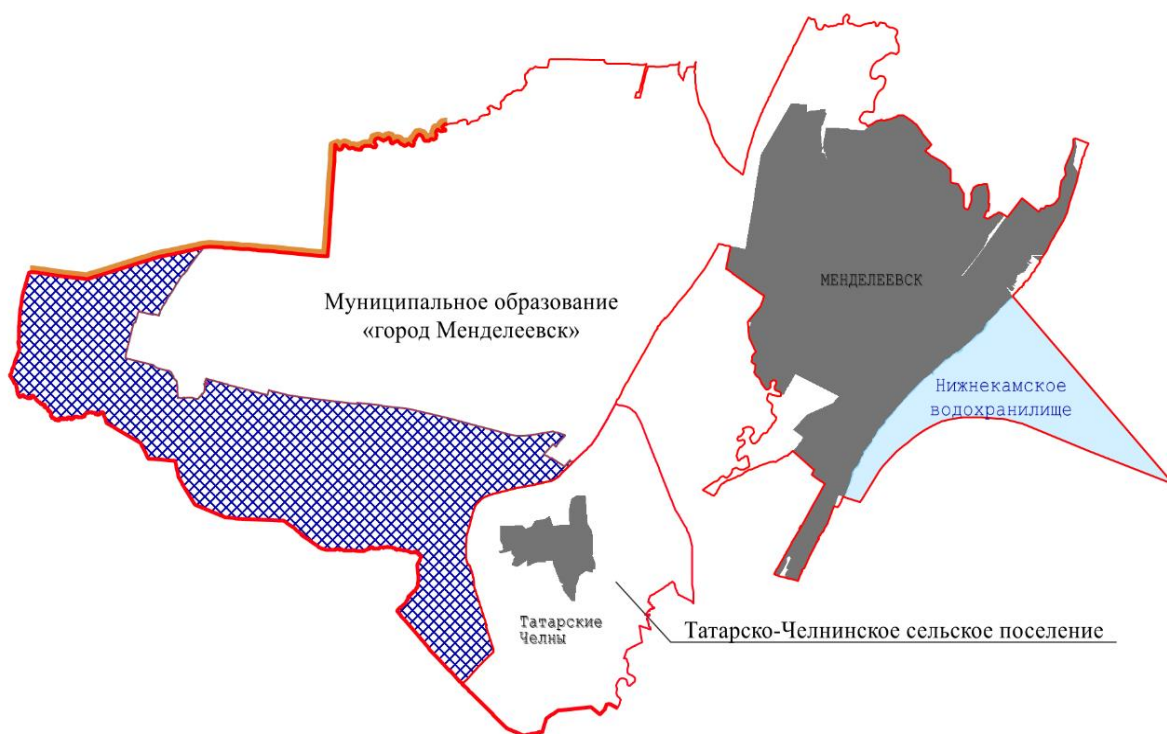 МЕНДЕЛЕЕВСК
Муниципальное образование
«город Менделеевск»
Нижнекамское
водохранилище
Татарские
Челны
Татарско-Челнинское сельское поселение